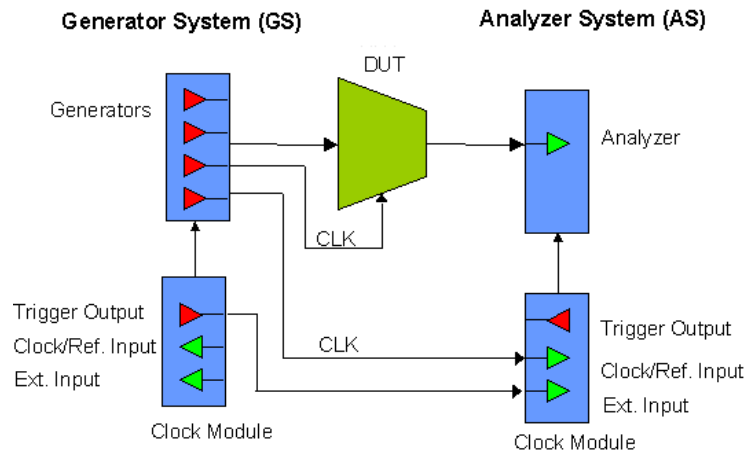 Generator System (GS)
Analyzer System (AS)
DUT
Generators
Analyzer
CLK
Trigger Output
Clock/Ref. Input
Ext. Input
Clock Module
CLK
Trigger Output
Clock/Ref. Input
Ext. Input
Clock Module